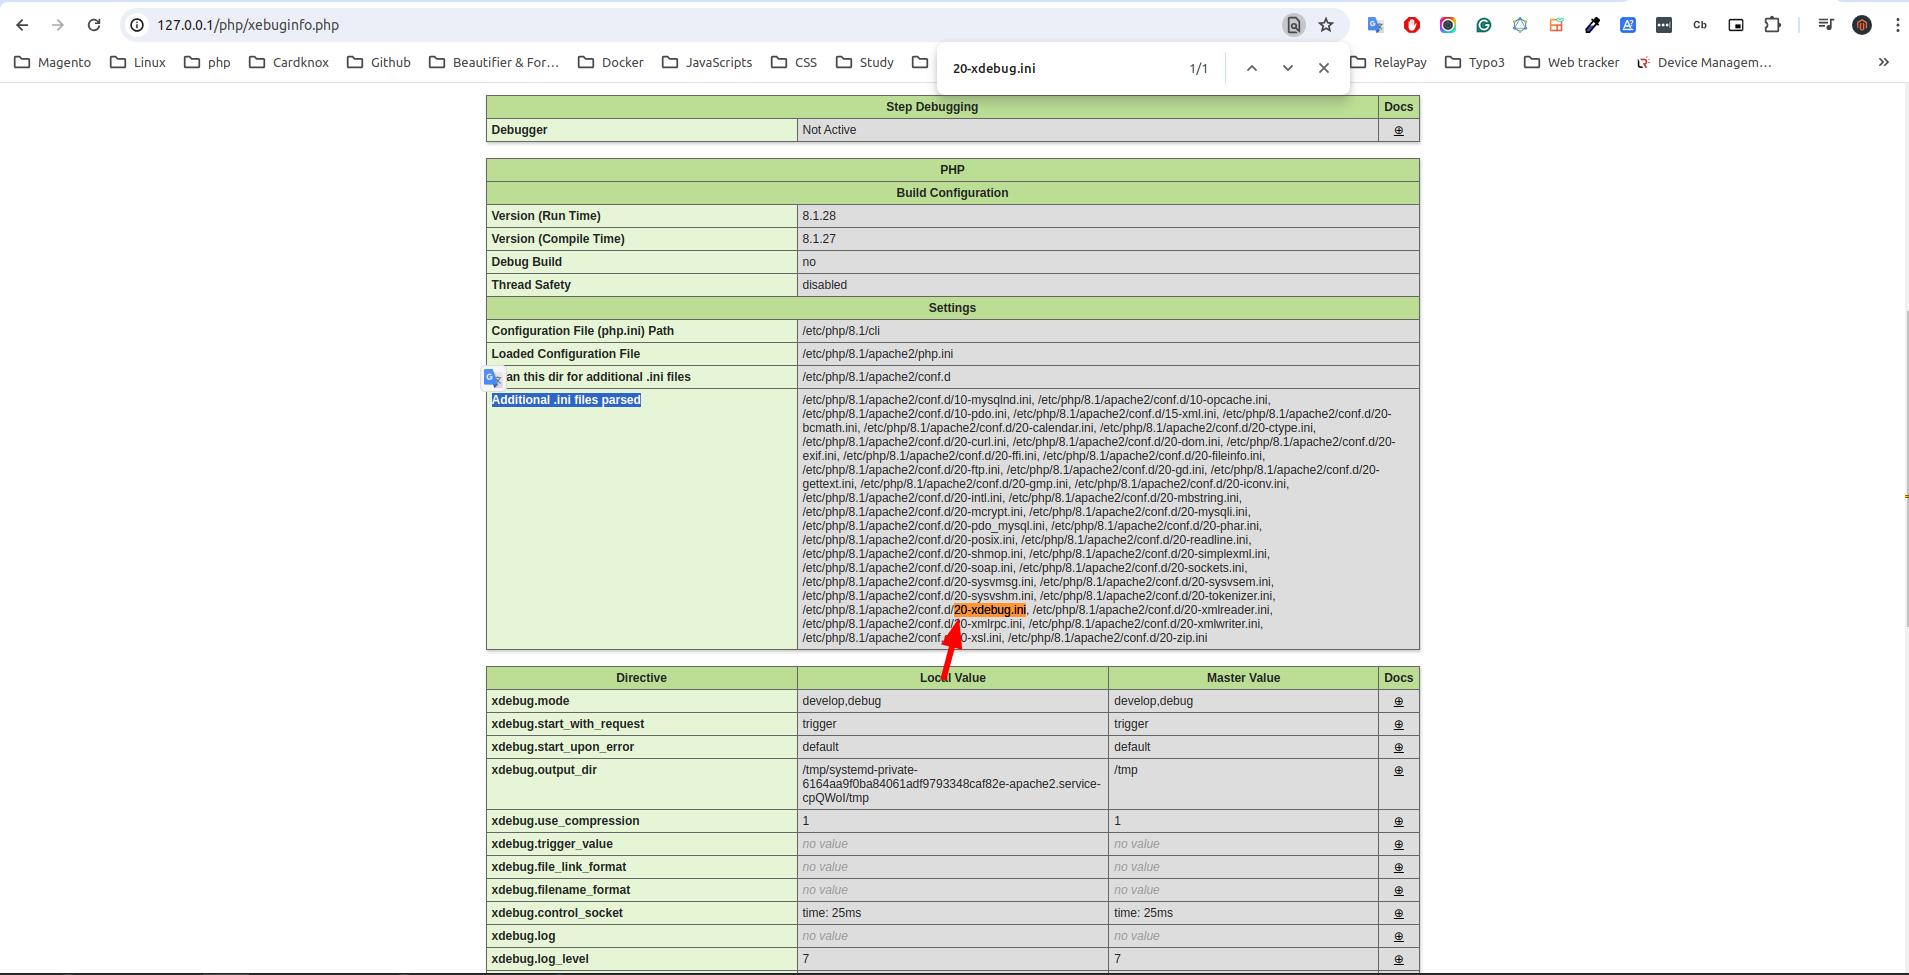 127.0.0.1/php/xebuginfo.php
Cb
Magento
Linux
php
Cardknox
Github
Beautifier & For…
Docker
JavaScripts
CSS
Study
RelayPay
Typo3
Web tracker
Device Managem…
20-xdebug.ini
1/1
Step Debugging Docs
Debugger Not Active
PHP
Build Configuration
Version (Run Time) 8.1.28
Version (Compile Time) 8.1.27
Debug Build no
Thread Safety disabled
Settings
Configuration File (php.ini) Path /etc/php/8.1/cli
Loaded Configuration File /etc/php/8.1/apache2/php.ini
an this dir for additional .ini files /etc/php/8.1/apache2/conf.d
Additional .ini files parsed
/etc/php/8.1/apache2/conf.d/10-mysqlnd.ini, /etc/php/8.1/apache2/conf.d/10-opcache.ini,
/etc/php/8.1/apache2/conf.d/10-pdo.ini, /etc/php/8.1/apache2/conf.d/15-xml.ini, /etc/php/8.1/apache2/conf.d/20-
bcmath.ini, /etc/php/8.1/apache2/conf.d/20-calendar.ini, /etc/php/8.1/apache2/conf.d/20-ctype.ini,
/etc/php/8.1/apache2/conf.d/20-curl.ini, /etc/php/8.1/apache2/conf.d/20-dom.ini, /etc/php/8.1/apache2/conf.d/20-
exif.ini, /etc/php/8.1/apache2/conf.d/20-ffi.ini, /etc/php/8.1/apache2/conf.d/20-fileinfo.ini,
/etc/php/8.1/apache2/conf.d/20-ftp.ini, /etc/php/8.1/apache2/conf.d/20-gd.ini, /etc/php/8.1/apache2/conf.d/20-
gettext.ini, /etc/php/8.1/apache2/conf.d/20-gmp.ini, /etc/php/8.1/apache2/conf.d/20-iconv.ini,
/etc/php/8.1/apache2/conf.d/20-intl.ini, /etc/php/8.1/apache2/conf.d/20-mbstring.ini,
/etc/php/8.1/apache2/conf.d/20-mcrypt.ini, /etc/php/8.1/apache2/conf.d/20-mysqli.ini,
/etc/php/8.1/apache2/conf.d/20-pdo_mysql.ini, /etc/php/8.1/apache2/conf.d/20-phar.ini,
/etc/php/8.1/apache2/conf.d/20-posix.ini, /etc/php/8.1/apache2/conf.d/20-readline.ini,
/etc/php/8.1/apache2/conf.d/20-shmop.ini, /etc/php/8.1/apache2/conf.d/20-simplexml.ini,
/etc/php/8.1/apache2/conf.d/20-soap.ini, /etc/php/8.1/apache2/conf.d/20-sockets.ini,
/etc/php/8.1/apache2/conf.d/20-sysvmsg.ini, /etc/php/8.1/apache2/conf.d/20-sysvsem.ini,
/etc/php/8.1/apache2/conf.d/20-sysvshm.ini, /etc/php/8.1/apache2/conf.d/20-tokenizer.ini,
/etc/php/8.1/apache2/conf.d/20-xdebug.ini, /etc/php/8.1/apache2/conf.d/20-xmlreader.ini,
/etc/php/8.1/apache2/conf.d/20-xmlrpc.ini, /etc/php/8.1/apache2/conf.d/20-xmlwriter.ini,
/etc/php/8.1/apache2/conf.d/20-xsl.ini, /etc/php/8.1/apache2/conf.d/20-zip.ini
Directive Local Value Master Value Docs
xdebug.mode develop,debug develop,debug
xdebug.start_with_request trigger trigger
xdebug.start_upon_error default default
xdebug.output_dir
/tmp/systemd-private-
6164aa9f0ba84061adf9793348caf82e-apache2.service-
cpQWoI/tmp
/tmp
xdebug.use_compression 1 1
xdebug.trigger_value no value no value
xdebug.file_link_format no value no value
xdebug.filename_format no value no value
xdebug.control_socket time: 25ms time: 25ms
xdebug.log no value no value
xdebug.log_level 7 7